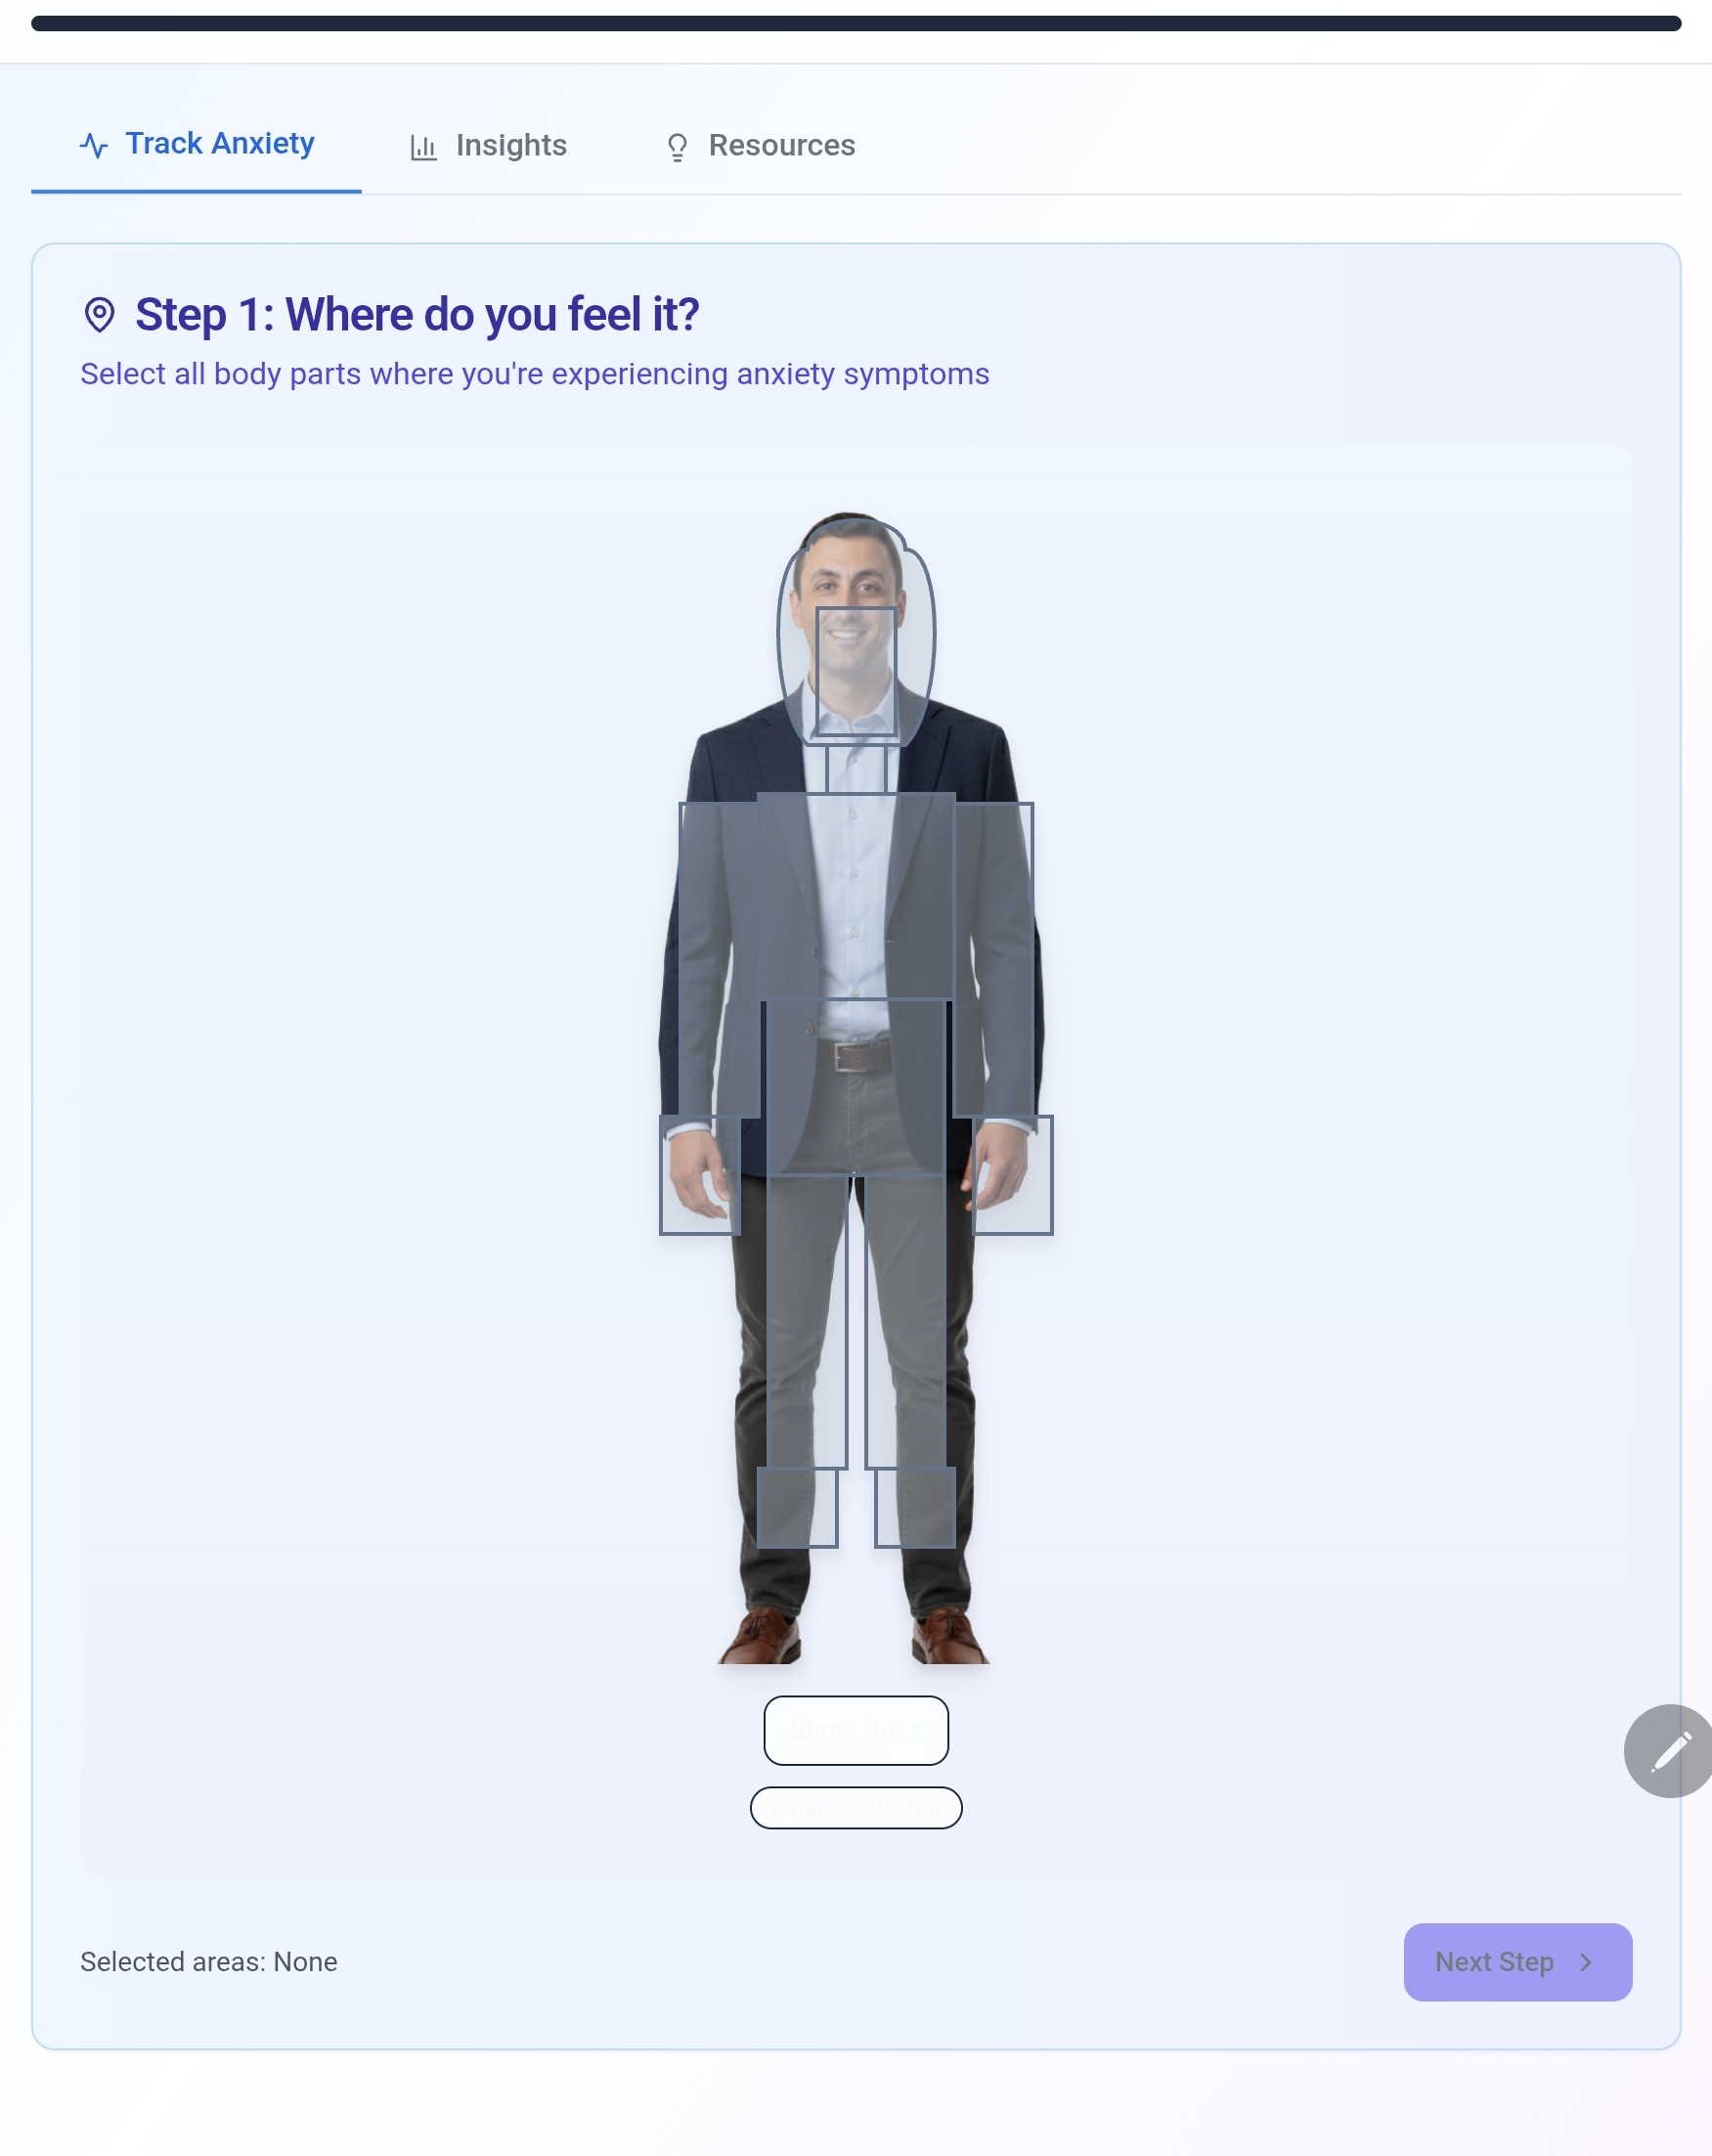 Track Anxiety
Insights
Resources
Step 1: Where do you feel it?
Select all body parts where you're experiencing anxiety symptoms
Show Back
0 parts selected
Selected areas: None
Next Step